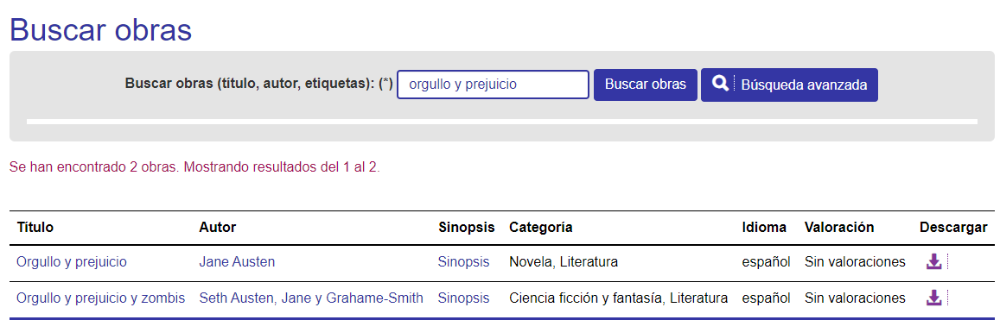 Buscar obras
Buscar obras (título, autor, etiquetas): (*) orgullo y prejuicio Buscar obras Búsqueda avanzada
Se han encontrado 2 obras. Mostrando resultados del 1 al 2.
Título Autor Sinopsis Categoría Idioma Valoración Descargar
Orgullo y prejuicio Jane Austen Sinopsis Novela, Literatura español Sin valoraciones
Orgullo y prejuicio y zombis Seth Austen, Jane y Grahame-Smith Sinopsis Ciencia ficción y fantasía, Literatura español Sin valoraciones